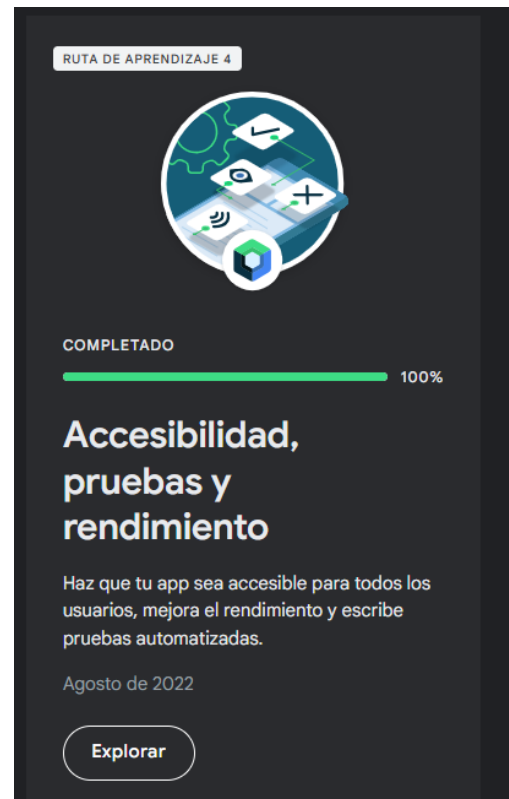 RUTA DE APRENDIZAJE 4
COMPLETADO
100%
Accesibilidad,
pruebas y
rendimiento
Haz que tu app sea accesible para todos los
usuarios, mejora el rendimiento y escribe
pruebas automatizadas.
Agosto de 2022
Explorar